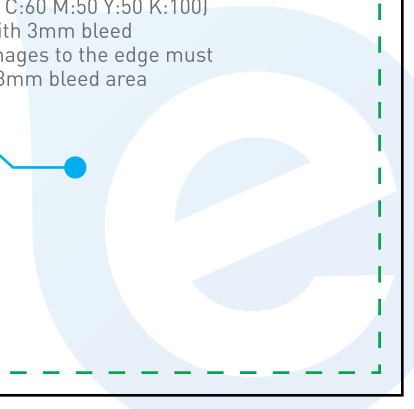 C:60 M:50 Y:50 K:100)
ith 3mm bleed
nages to the edge must
3mm bleed area
e